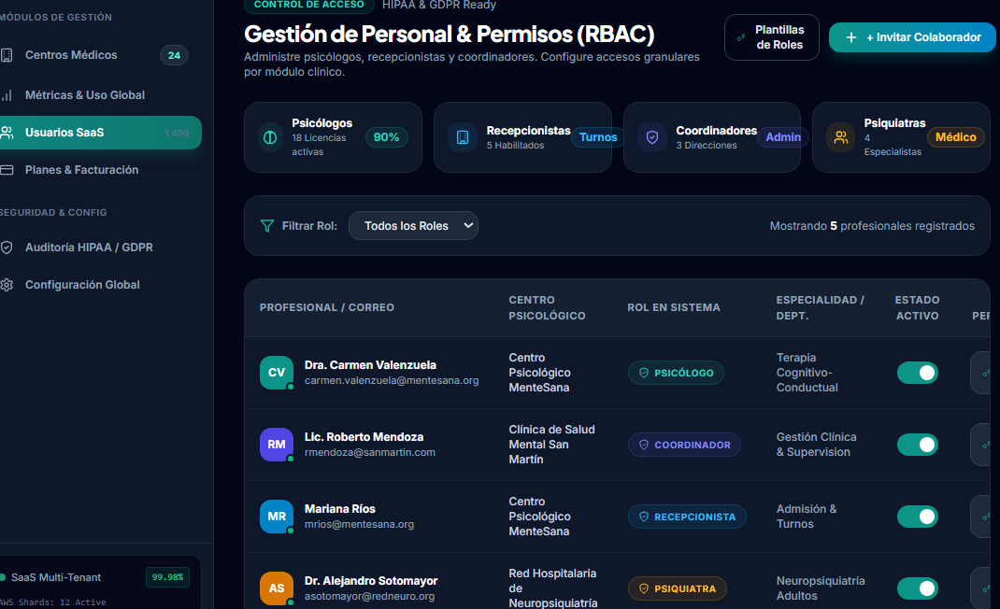 MÓDULOS DE GESTIÓN
Centros Médicos 24
Métricas & Uso Global
Usuarios SaaS 1,450
Planes & Facturación
SEGURIDAD & CONFIG
Auditoría HIPAA / GDPR
Configuración Global
SaaS Multi-Tenant 99.98%
AWS Shards: 12 Active
CONTROL DE ACCESO HIPAA & GDPR Ready
Gestión de Personal & Permisos (RBAC)
Administre psicólogos, recepcionistas y coordinadores. Configure accesos granulares
por módulo clínico.
Plantillas
de Roles
+ Invitar Colaborador
Psicólogos
18 Licencias
activas
90%
Recepcionistas
5 Habilitados
Turnos
Coordinadores
3 Direcciones
Admin
Psiquiatras
4
Especialistas
Médico
Filtrar Rol: Todos los Roles
Mostrando 5 profesionales registrados
PROFESIONAL / CORREO
CENTRO
PSICOLÓGICO
ROL EN SISTEMA
ESPECIALIDAD /
DEPT.
ESTADO
ACTIVO
PER
CV
Dra. Carmen Valenzuela
carmen.valenzuela@mentesana.org
Centro
Psicológico
MenteSana
PSICÓLOGO
Terapia
Cognitivo-
Conductual
RM
Lic. Roberto Mendoza
rmendoza@sanmartin.com
Clínica de Salud
Mental San
Martín
COORDINADOR
Gestión Clínica
& Supervision
MR
Mariana Ríos
mrios@mentesana.org
Centro
Psicológico
MenteSana
RECEPCIONISTA
Admisión &
Turnos
AS
Dr. Alejandro Sotomayor
asotomayor@redneuro.org
Red Hospitalaria
de
Neuropsiquiatría
PSIQUIATRA
Neuropsiquiatría
Adultos